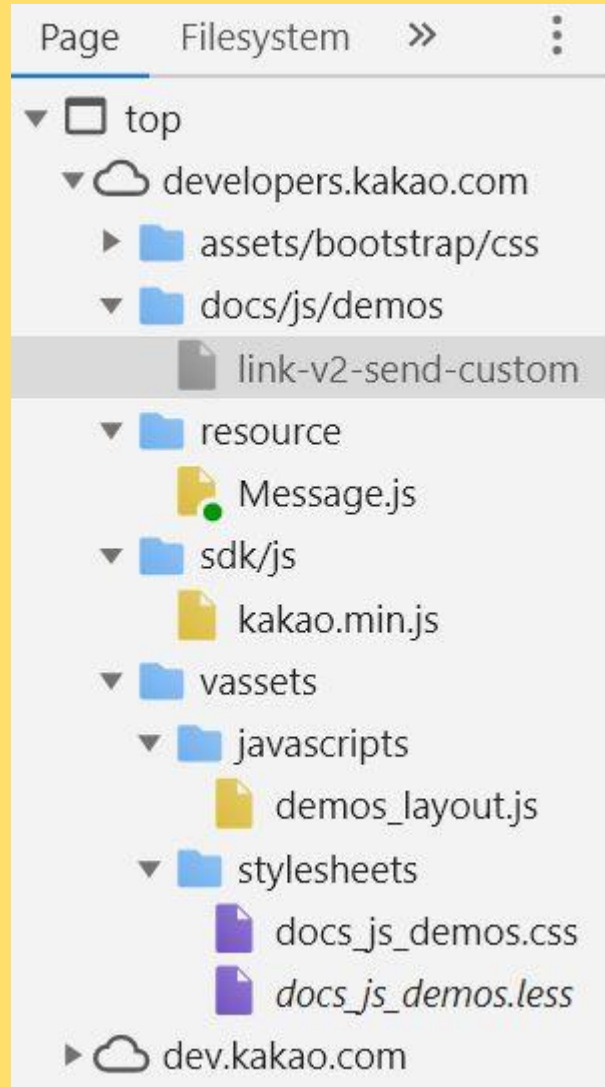 Page Filesystem »
top
developers.kakao.com
assets/bootstrap/css
docs/js/demos
link-v2-send-custom
resource
Message.js
sdk/js
kakao.min.js
vassets
javascripts
demos_layout.js
stylesheets
docs_js_demos.css
docs_js_demos.less
dev.kakao.com